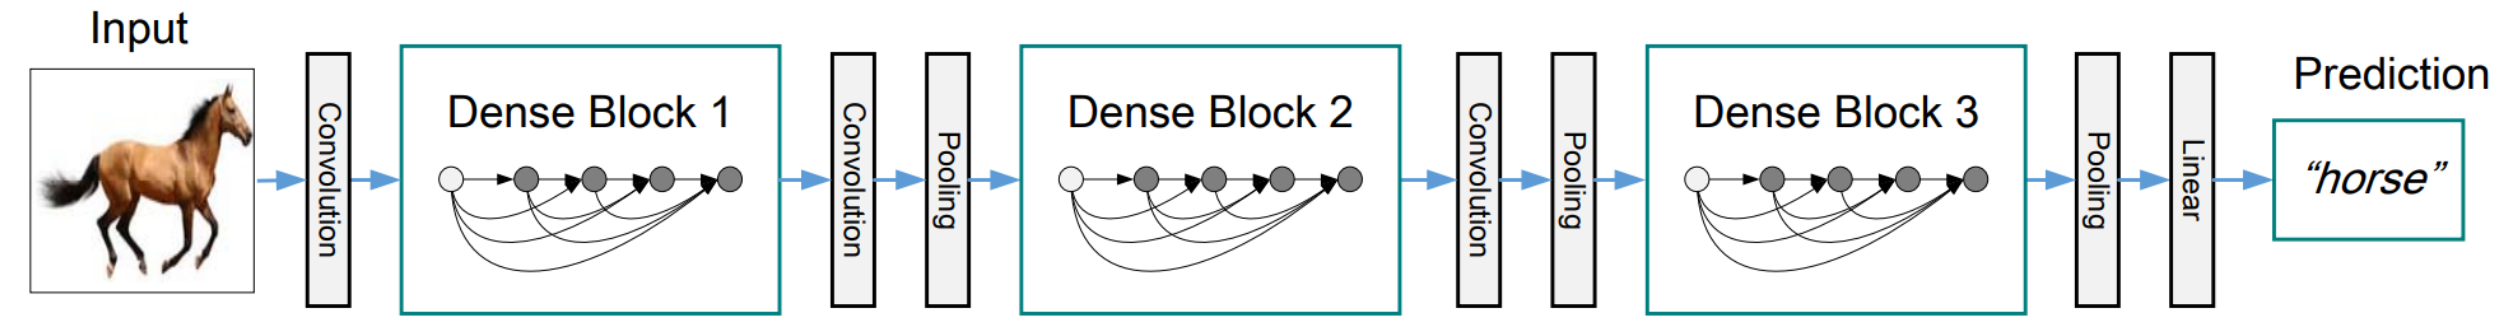 Input
Convolution
Dense Block 1
Convolution
Pooling
Dense Block 2
Convolution
Pooling
Dense Block 3
Pooling
Linear
Prediction
“horse”